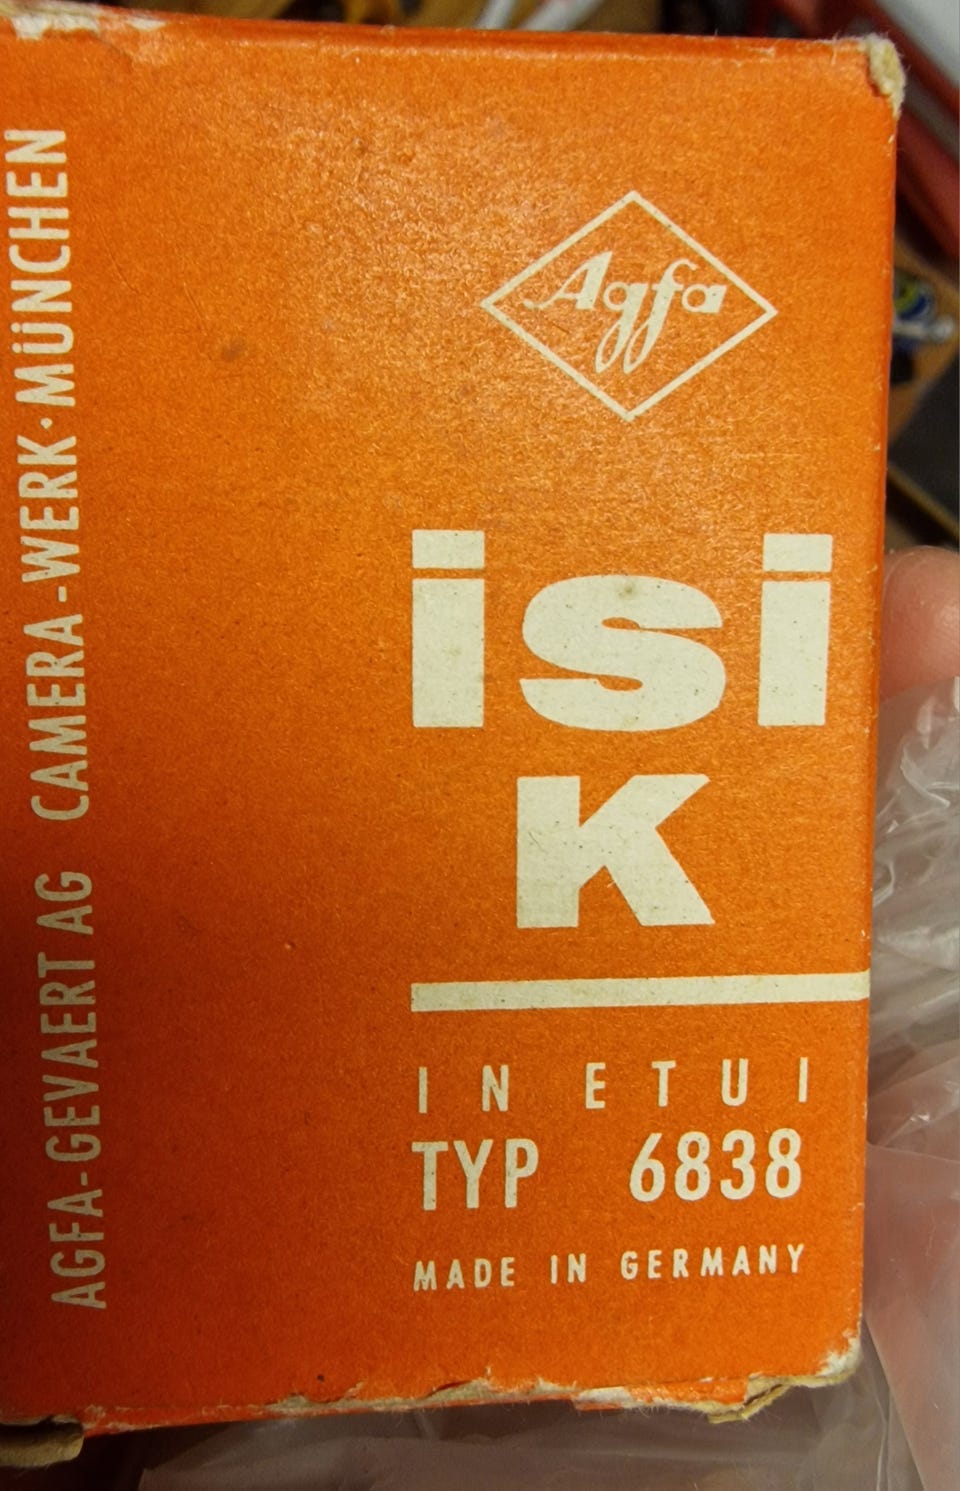 Agfa
isi
K
IN ETUI
TYP 6838
MADE IN GERMANY
AGFA-GEVAERT AG CAMERA-WERK·MÜNCHEN